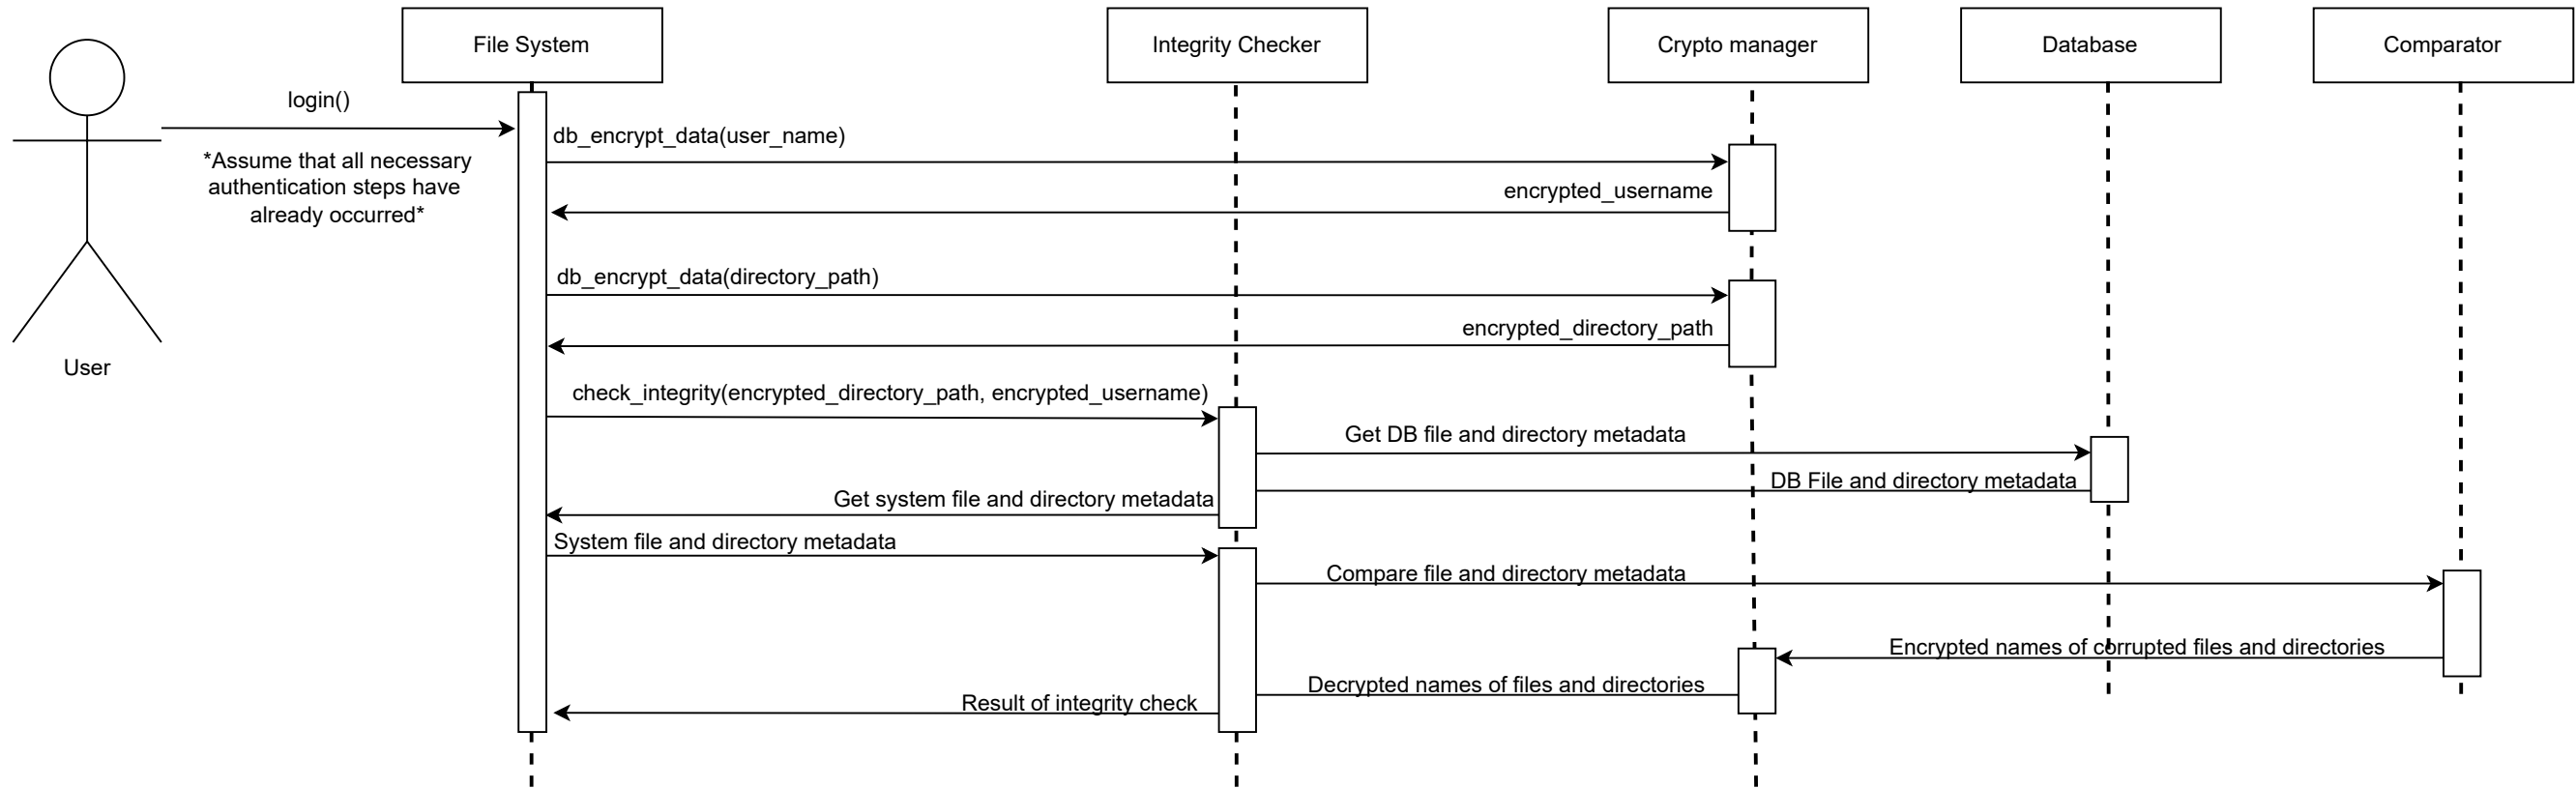 File System
Integrity Checker
Crypto manager
Database
Comparator
login()
*Assume that all necessary
authentication steps have
already occurred*
User
db_encrypt_data(user_name)
encrypted_username
db_encrypt_data(directory_path)
encrypted_directory_path
check_integrity(encrypted_directory_path, encrypted_username)
Get DB file and directory metadata
DB File and directory metadata
Get system file and directory metadata
System file and directory metadata
Compare file and directory metadata
Encrypted names of corrupted files and directories
Decrypted names of files and directories
Result of integrity check